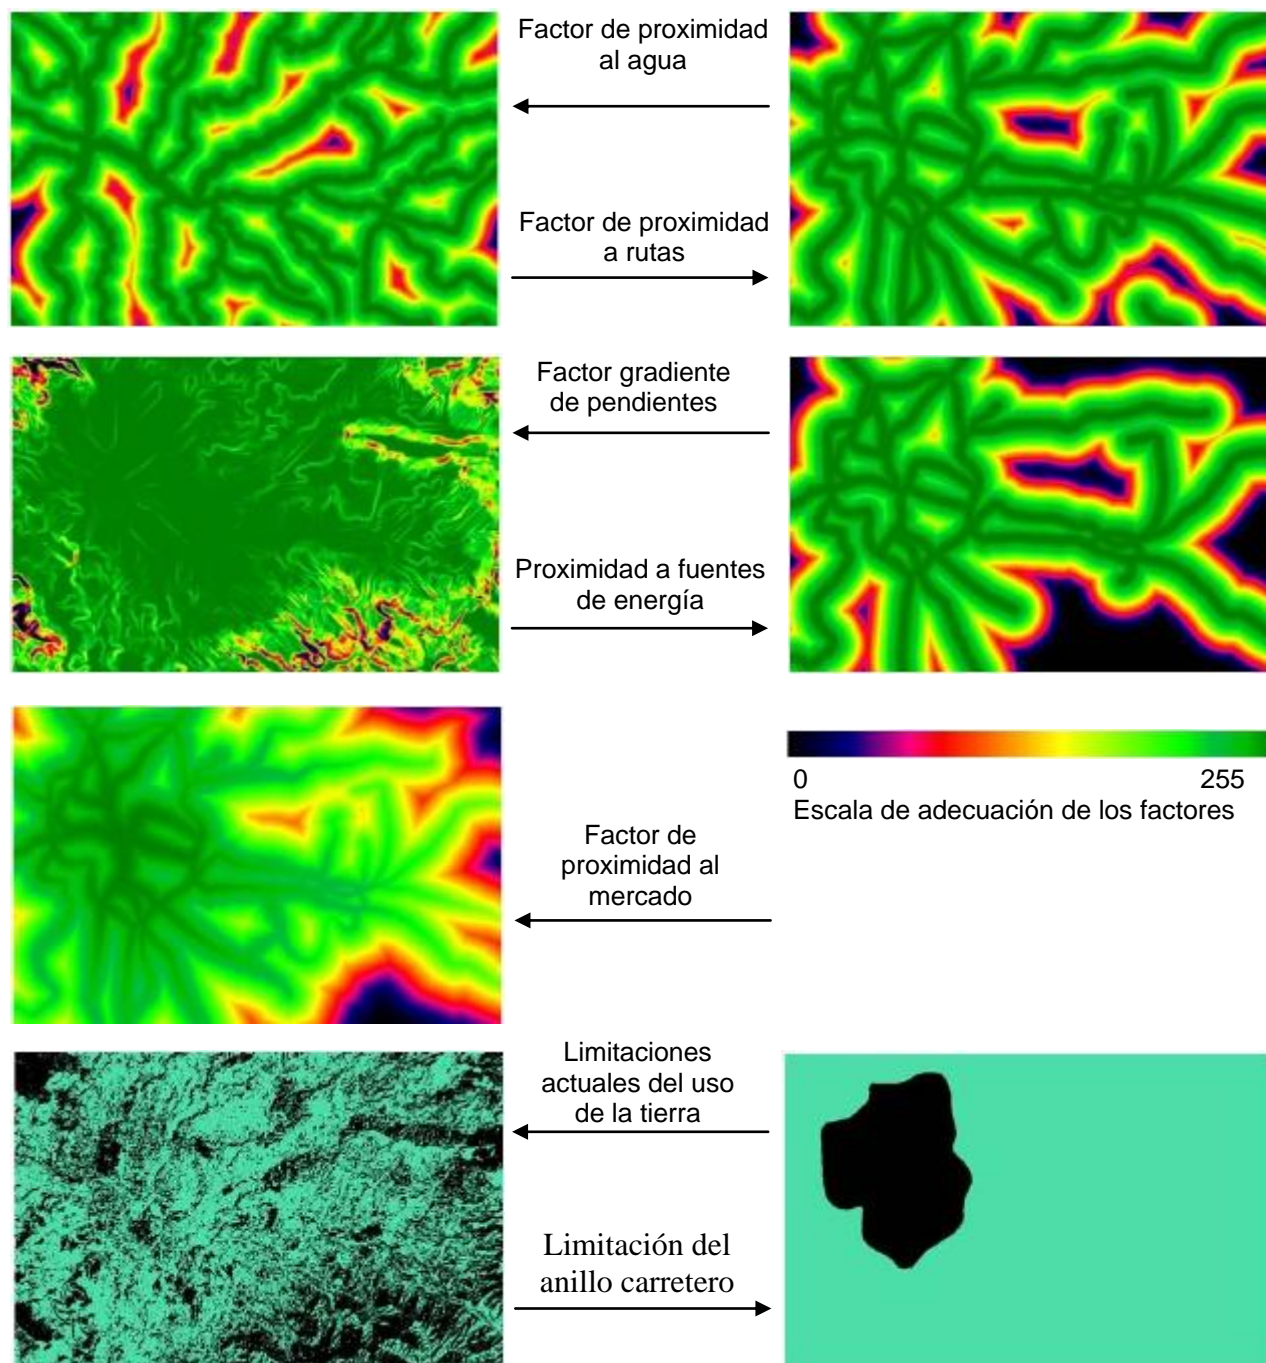 Factor de proximidad
al agua
Factor de proximidad
a rutas
Factor gradiente
de pendientes
Proximidad a fuentes
de energía
0 255
Escala de adecuación de los factores
Factor de
proximidad al
mercado
Limitaciones
actuales del uso
de la tierra
Limitación del
anillo carretero